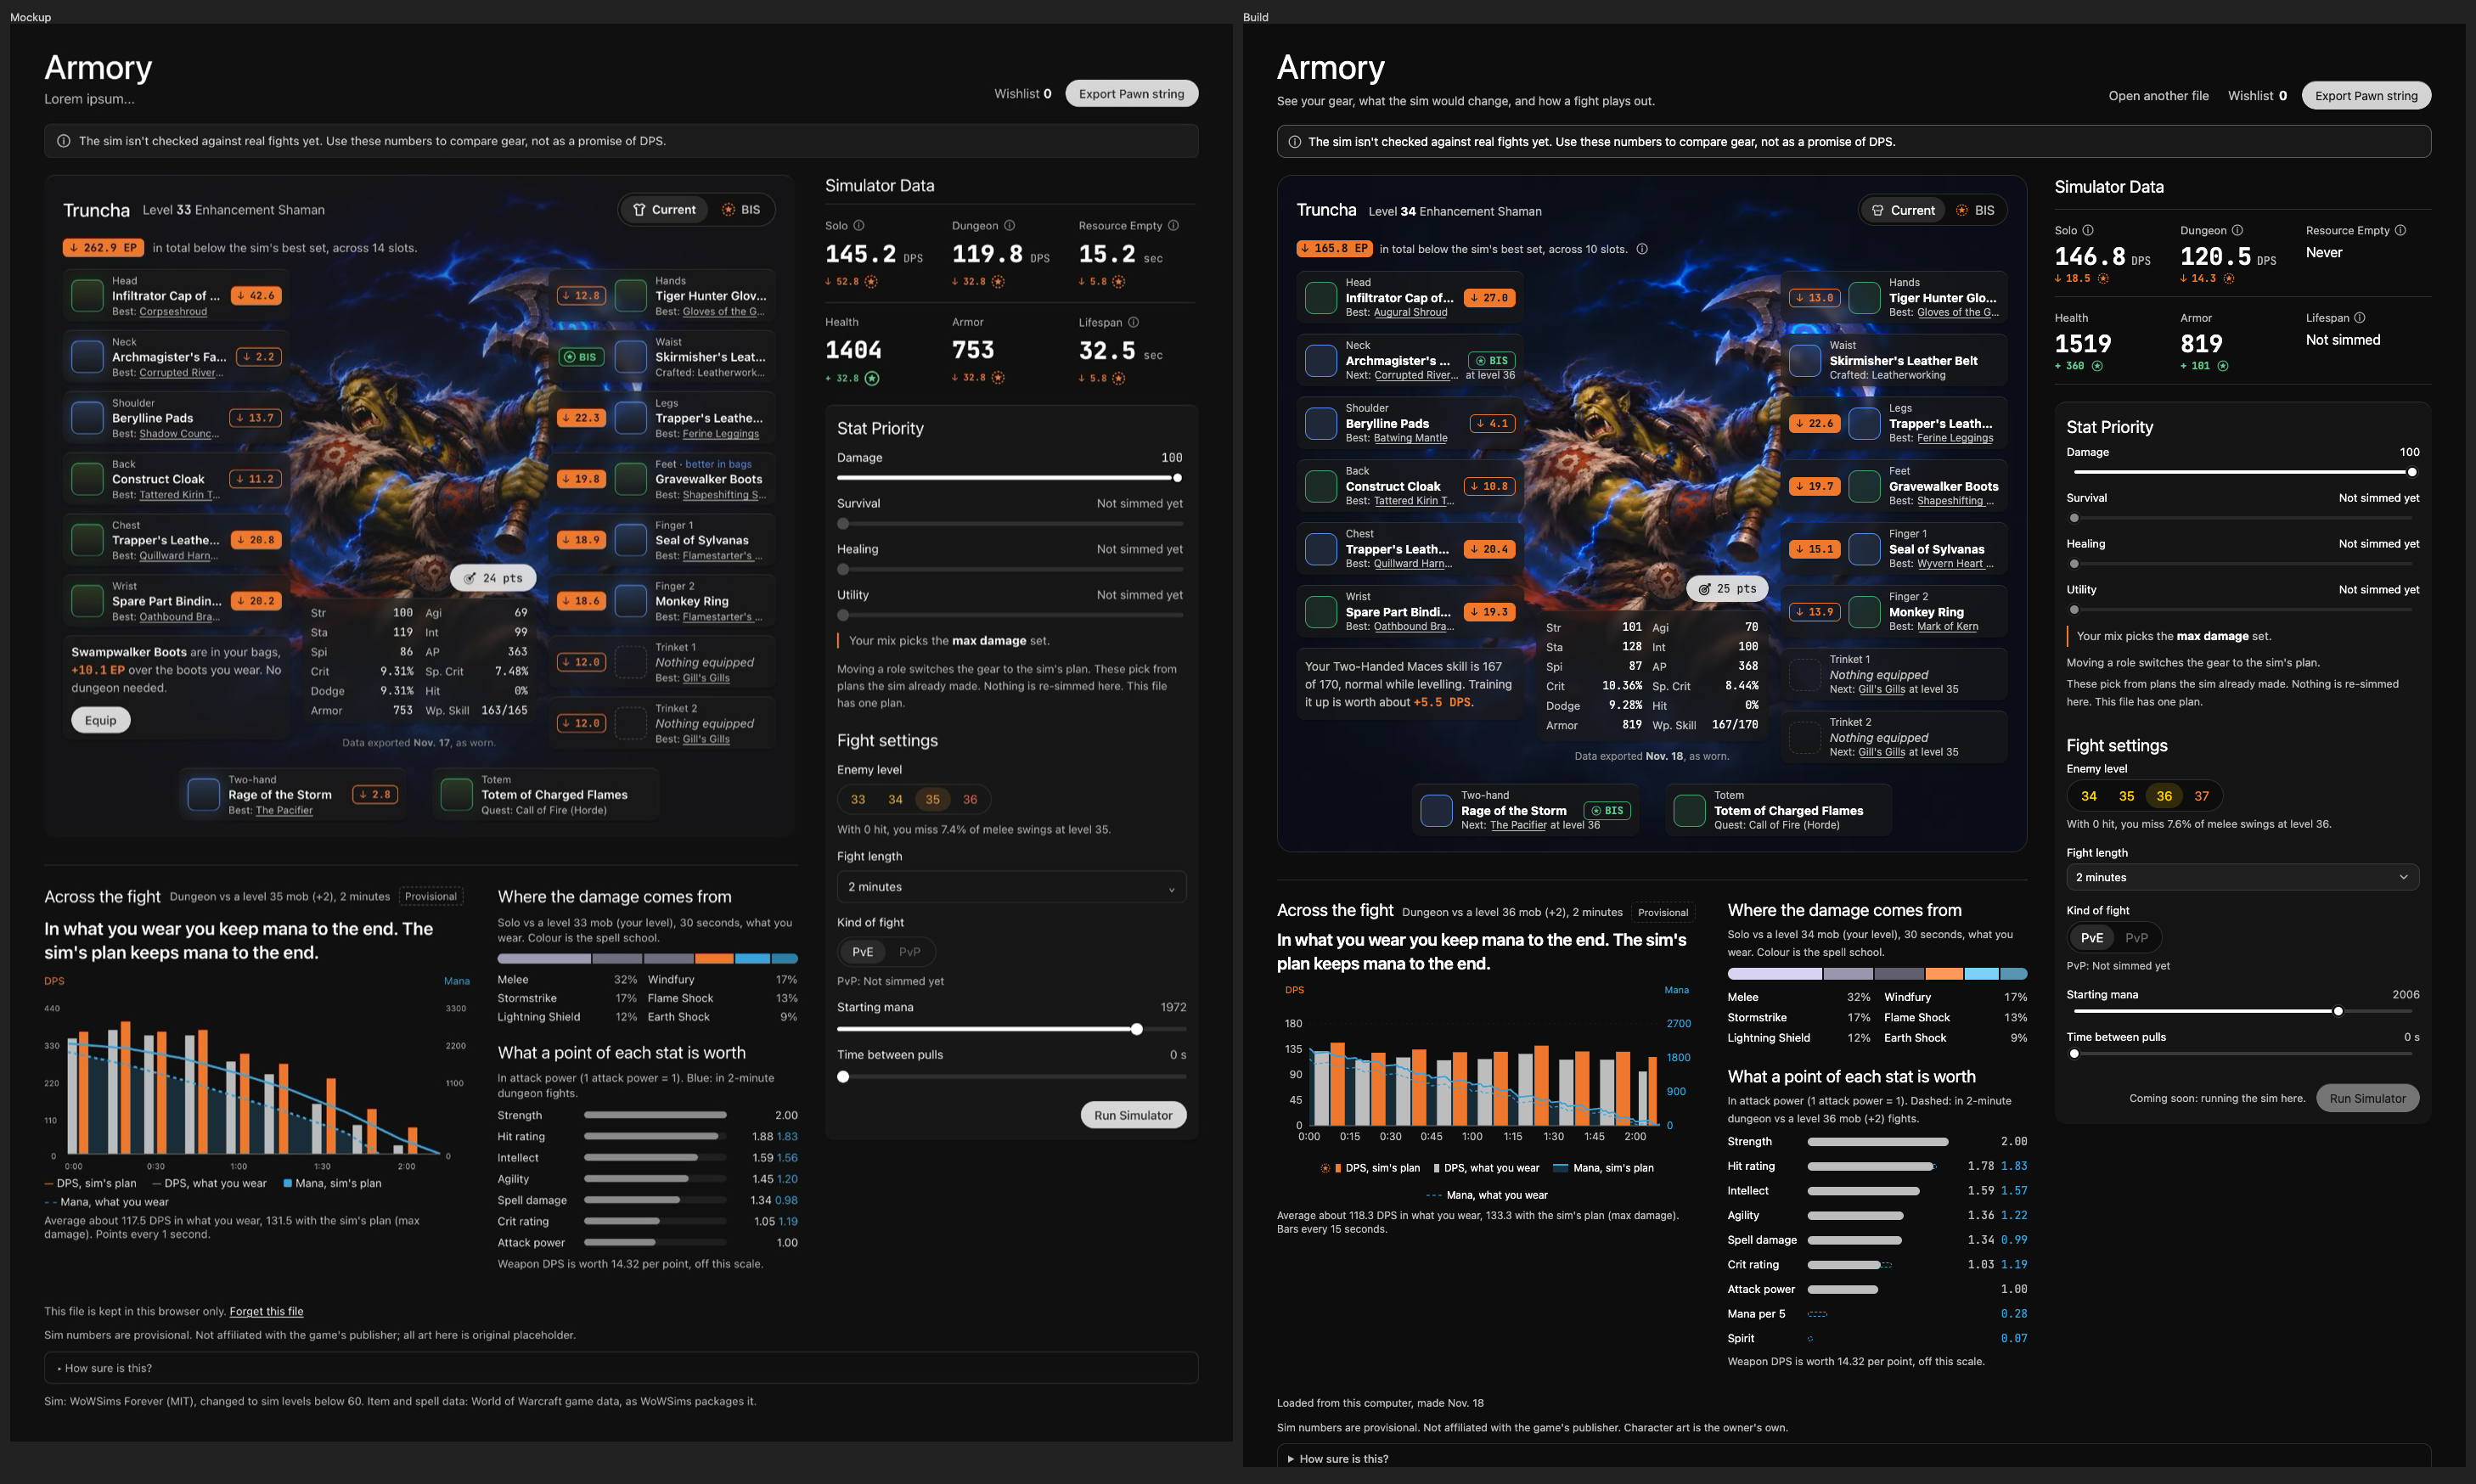 Mockup
Armory
Lorem ipsum...
Wishlist 0
Export Pawn string
The sim isn't checked against real fights yet. Use these numbers to compare gear, not as a promise of DPS.
Truncha Level 33 Enhancement Shaman
Current
BIS
↓ 262.9 EP in total below the sim's best set, across 14 slots.
Head
Infiltrator Cap of ...
Best: Corpseshroud
↓ 42.6
Neck
Archmagister's Fa...
Best: Corrupted River...
↓ 2.2
Shoulder
Berylline Pads
Best: Shadow Counc...
↓ 13.7
Back
Construct Cloak
Best: Tattered Kirin T...
↓ 11.2
Chest
Trapper's Leathe...
Best: Quillward Harn...
↓ 20.8
Wrist
Spare Part Bindin...
Best: Oathbound Bra...
↓ 20.2
Swampwalker Boots are in your bags,
+10.1 EP over the boots you wear. No
dungeon needed.
Equip
↓ 12.8
Hands
Tiger Hunter Glov...
Best: Gloves of the G...
BIS
Waist
Skirmisher's Leat...
Crafted: Leatherwork...
↓ 22.3
Legs
Trapper's Leathe...
Best: Ferine Leggings
↓ 19.8
Feet · better in bags
Gravewalker Boots
Best: Shapeshifting S...
↓ 18.9
Finger 1
Seal of Sylvanas
Best: Flamestarter's ...
↓ 18.6
Finger 2
Monkey Ring
Best: Flamestarter's ...
↓ 12.0
Trinket 1
Nothing equipped
Best: Gill's Gills
↓ 12.0
Trinket 2
Nothing equipped
Best: Gill's Gills
24 pts
Str 100 Agi 69
Sta 119 Int 99
Spi 86 AP 363
Crit 9.31% Sp. Crit 7.48%
Dodge 9.31% Hit 0%
Armor 753 Wp. Skill 163/165
Data exported Nov. 17, as worn.
Two-hand
Rage of the Storm
Best: The Pacifier
↓ 2.8
Totem
Totem of Charged Flames
Quest: Call of Fire (Horde)
Simulator Data
Solo Dungeon Resource Empty
145.2 DPS 119.8 DPS 15.2 sec
↓ 52.8 ↓ 32.8 ↓ 5.8
Health Armor Lifespan
1404 753 32.5 sec
+ 32.8 ↓ 32.8 ↓ 5.8
Stat Priority
Damage 100
Survival Not simmed yet
Healing Not simmed yet
Utility Not simmed yet
Your mix picks the max damage set.
Moving a role switches the gear to the sim's plan. These pick from
plans the sim already made. Nothing is re-simmed here. This file
has one plan.
Fight settings
Enemy level
33 34 35 36
With 0 hit, you miss 7.4% of melee swings at level 35.
Fight length
2 minutes
Kind of fight
PvE PvP
PvP: Not simmed yet
Starting mana 1972
Time between pulls 0 s
Run Simulator
Across the fight Dungeon vs a level 35 mob (+2), 2 minutes Provisional
In what you wear you keep mana to the end. The
sim's plan keeps mana to the end.
DPS Mana
440 3300
330 2200
220 1100
110
0 0
0:00 0:30 1:00 1:30 2:00
DPS, sim's plan DPS, what you wear Mana, sim's plan
Mana, what you wear
Average about 117.5 DPS in what you wear, 131.5 with the sim's plan (max
damage). Points every 1 second.
Where the damage comes from
Solo vs a level 33 mob (your level), 30 seconds, what you
wear. Colour is the spell school.
Melee 32% Windfury 17%
Stormstrike 17% Flame Shock 13%
Lightning Shield 12% Earth Shock 9%
What a point of each stat is worth
In attack power (1 attack power = 1). Blue: in 2-minute
dungeon fights.
Strength 2.00
Hit rating 1.88 1.83
Intellect 1.59 1.56
Agility 1.45 1.20
Spell damage 1.34 0.98
Crit rating 1.05 1.19
Attack power 1.00
Weapon DPS is worth 14.32 per point, off this scale.
This file is kept in this browser only. Forget this file
Sim numbers are provisional. Not affiliated with the game's publisher; all art here is original placeholder.
How sure is this?
Sim: WoWSims Forever (MIT), changed to sim levels below 60. Item and spell data: World of Warcraft game data, as WoWSims packages it.
Build
Armory
See your gear, what the sim would change, and how a fight plays out.
Open another file
Wishlist 0
Export Pawn string
The sim isn't checked against real fights yet. Use these numbers to compare gear, not as a promise of DPS.
Truncha Level 34 Enhancement Shaman
Current
BIS
↓ 165.8 EP in total below the sim's best set, across 10 slots.
Head
Infiltrator Cap of...
Best: Augural Shroud
↓ 27.0
Neck
Archmagister's ...
Next: Corrupted River... at level 36
BIS
Shoulder
Berylline Pads
Best: Batwing Mantle
↓ 4.1
Back
Construct Cloak
Best: Tattered Kirin T...
↓ 10.8
Chest
Trapper's Leath...
Best: Quillward Harn...
↓ 20.4
Wrist
Spare Part Bindi...
Best: Oathbound Bra...
↓ 19.3
Your Two-Handed Maces skill is 167
of 170, normal while levelling. Training
it up is worth about +5.5 DPS.
↓ 13.0
Hands
Tiger Hunter Glo...
Best: Gloves of the G...
Waist
Skirmisher's Leather Belt
Crafted: Leatherworking
↓ 22.6
Legs
Trapper's Leath...
Best: Ferine Leggings
↓ 19.7
Feet
Gravewalker Boots
Best: Shapeshifting ...
↓ 15.1
Finger 1
Seal of Sylvanas
Best: Wyvern Heart ...
↓ 13.9
Finger 2
Monkey Ring
Best: Mark of Kern
Trinket 1
Nothing equipped
Next: Gill's Gills at level 35
Trinket 2
Nothing equipped
Next: Gill's Gills at level 35
25 pts
Str 101 Agi 70
Sta 128 Int 100
Spi 87 AP 368
Crit 10.36% Sp. Crit 8.44%
Dodge 9.28% Hit 0%
Armor 819 Wp. Skill 167/170
Data exported Nov. 18, as worn.
Two-hand
Rage of the Storm
Next: The Pacifier at level 36
BIS
Totem
Totem of Charged Flames
Quest: Call of Fire (Horde)
Simulator Data
Solo Dungeon Resource Empty
146.8 DPS 120.5 DPS Never
↓ 18.5 ↓ 14.3
Health Armor Lifespan
1519 819 Not simmed
+ 360 + 101
Stat Priority
Damage 100
Survival Not simmed yet
Healing Not simmed yet
Utility Not simmed yet
Your mix picks the max damage set.
Moving a role switches the gear to the sim's plan.
These pick from plans the sim already made. Nothing is re-simmed
here. This file has one plan.
Fight settings
Enemy level
34 35 36 37
With 0 hit, you miss 7.6% of melee swings at level 36.
Fight length
2 minutes
Kind of fight
PvE PvP
PvP: Not simmed yet
Starting mana 2006
Time between pulls 0 s
Coming soon: running the sim here. Run Simulator
Across the fight Dungeon vs a level 36 mob (+2), 2 minutes Provisional
In what you wear you keep mana to the end. The sim's
plan keeps mana to the end.
DPS Mana
180 2700
135 1800
90 900
45
0 0
0:00 0:15 0:30 0:45 1:00 1:15 1:30 1:45 2:00
DPS, sim's plan DPS, what you wear Mana, sim's plan
Mana, what you wear
Average about 118.3 DPS in what you wear, 133.3 with the sim's plan (max damage).
Bars every 15 seconds.
Where the damage comes from
Solo vs a level 34 mob (your level), 30 seconds, what you
wear. Colour is the spell school.
Melee 32% Windfury 17%
Stormstrike 17% Flame Shock 13%
Lightning Shield 12% Earth Shock 9%
What a point of each stat is worth
In attack power (1 attack power = 1). Dashed: in 2-minute
dungeon vs a level 36 mob (+2) fights.
Strength 2.00
Hit rating 1.78 1.83
Intellect 1.59 1.57
Agility 1.36 1.22
Spell damage 1.34 0.99
Crit rating 1.03 1.19
Attack power 1.00
Mana per 5 0.28
Spirit 0.07
Weapon DPS is worth 14.32 per point, off this scale.
Loaded from this computer, made Nov. 18
Sim numbers are provisional. Not affiliated with the game's publisher. Character art is the owner's own.
How sure is this?